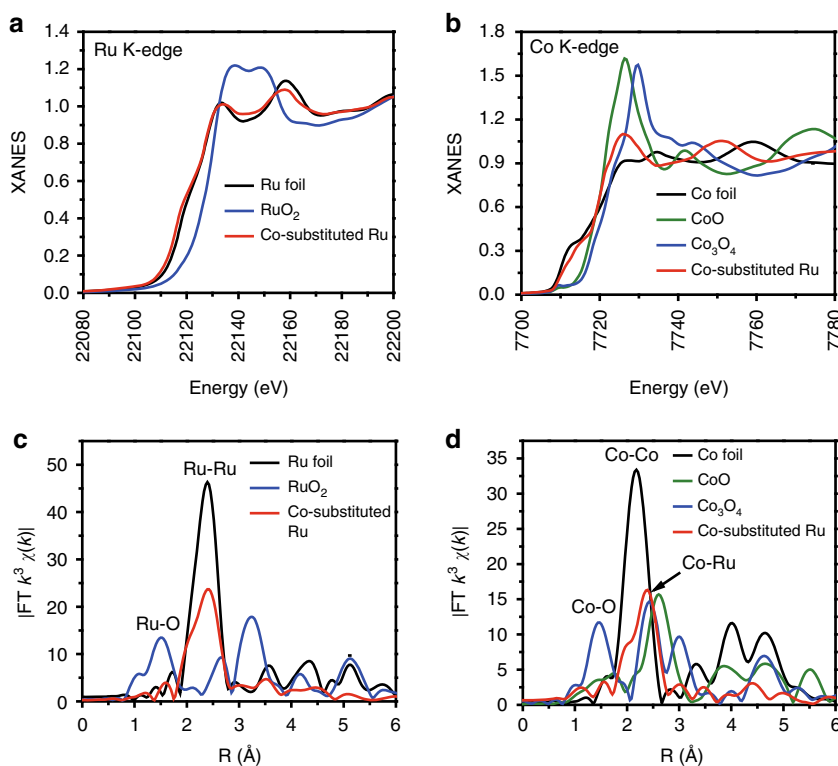 a
Ru K-edge
XANES
1.4
1.2
1.0
0.8
0.6
0.4
0.2
0.0
Ru foil
RuO₂
Co-substituted Ru
22080
22100
22120
22140
22160
22180
22200
Energy (eV)
b
Co K-edge
XANES
1.8
1.5
1.2
0.9
0.6
0.3
0.0
Co foil
CoO
Co₃O₄
Co-substituted Ru
7700
7720
7740
7760
7780
Energy (eV)
c
|FT k³ χ(k)|
50
40
30
20
10
0
Ru-Ru
Ru-O
Ru foil
RuO₂
Co-substituted
Ru
0
1
2
3
4
5
6
R (Å)
d
|FT k³ χ(k)|
35
30
25
20
15
10
5
0
Co-Co
Co-Ru
Co-O
Co foil
CoO
Co₃O₄
Co-substituted Ru
0
1
2
3
4
5
6
R (Å)